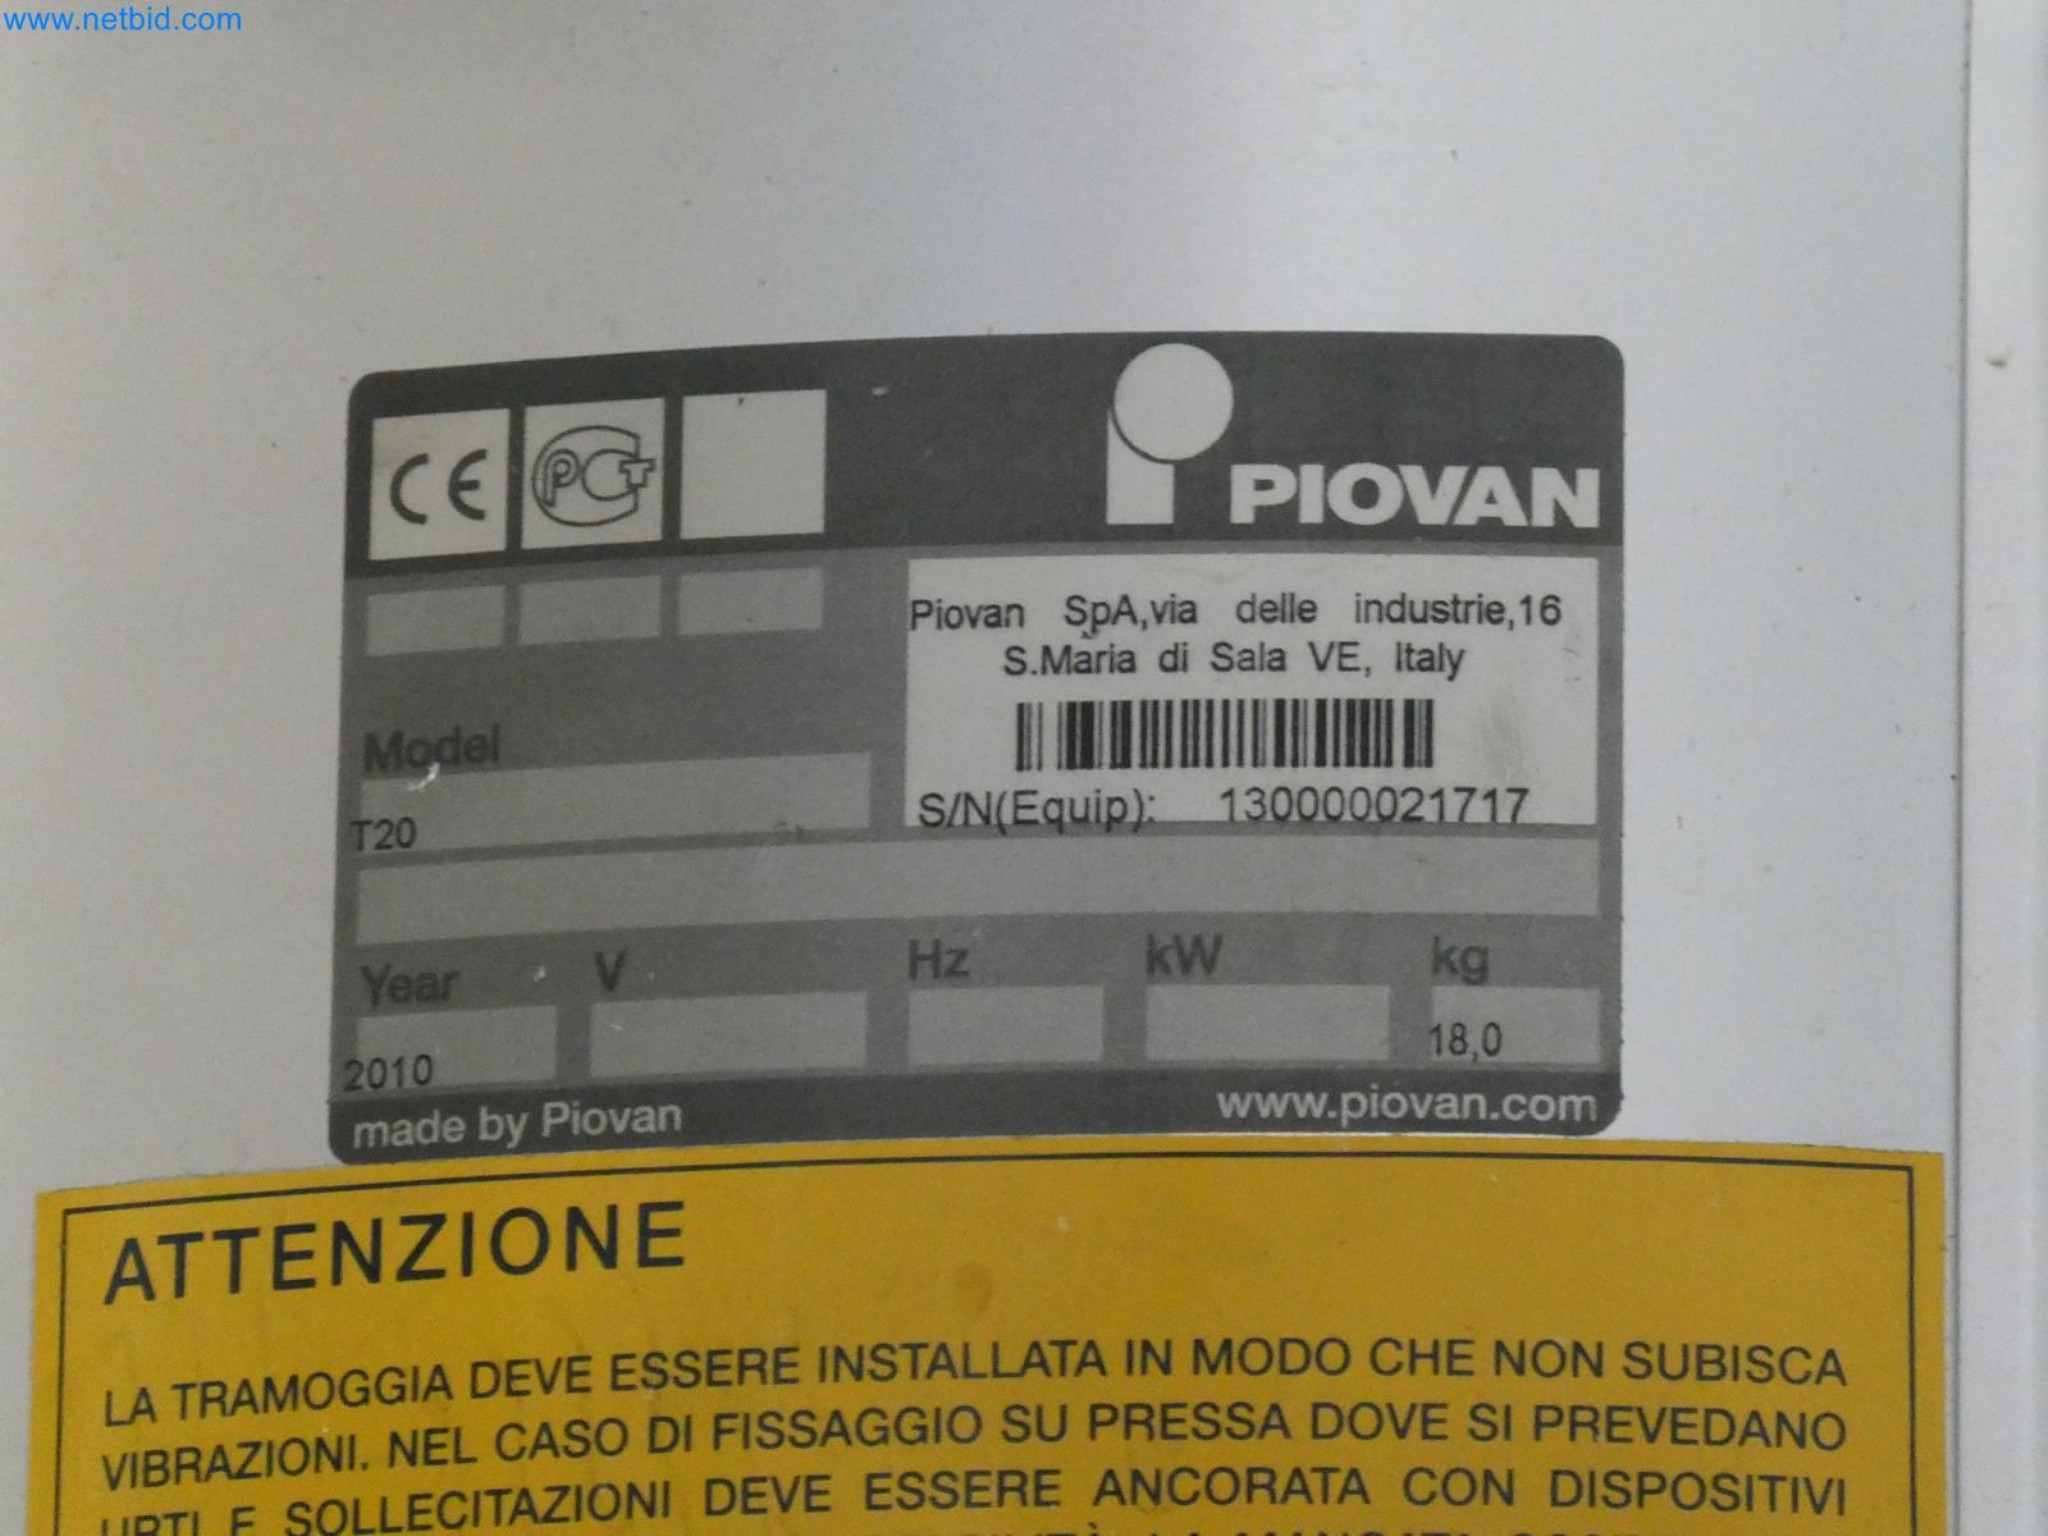 www.netbid.com
CE PCT
PIOVAN
Piovan SpA,via delle industrie,16
S.Maria di Sala VE, Italy
Model
T20
S/N(Equip): 130000021717
Year V Hz kW kg
2010 18,0
made by Piovan www.piovan.com
ATTENZIONE
LA TRAMOGGIA DEVE ESSERE INSTALLATA IN MODO CHE NON SUBISCA
VIBRAZIONI. NEL CASO DI FISSAGGIO SU PRESSA DOVE SI PREVEDANO
URTI E SOLLECITAZIONI DEVE ESSERE ANCORATA CON DISPOSITIVI